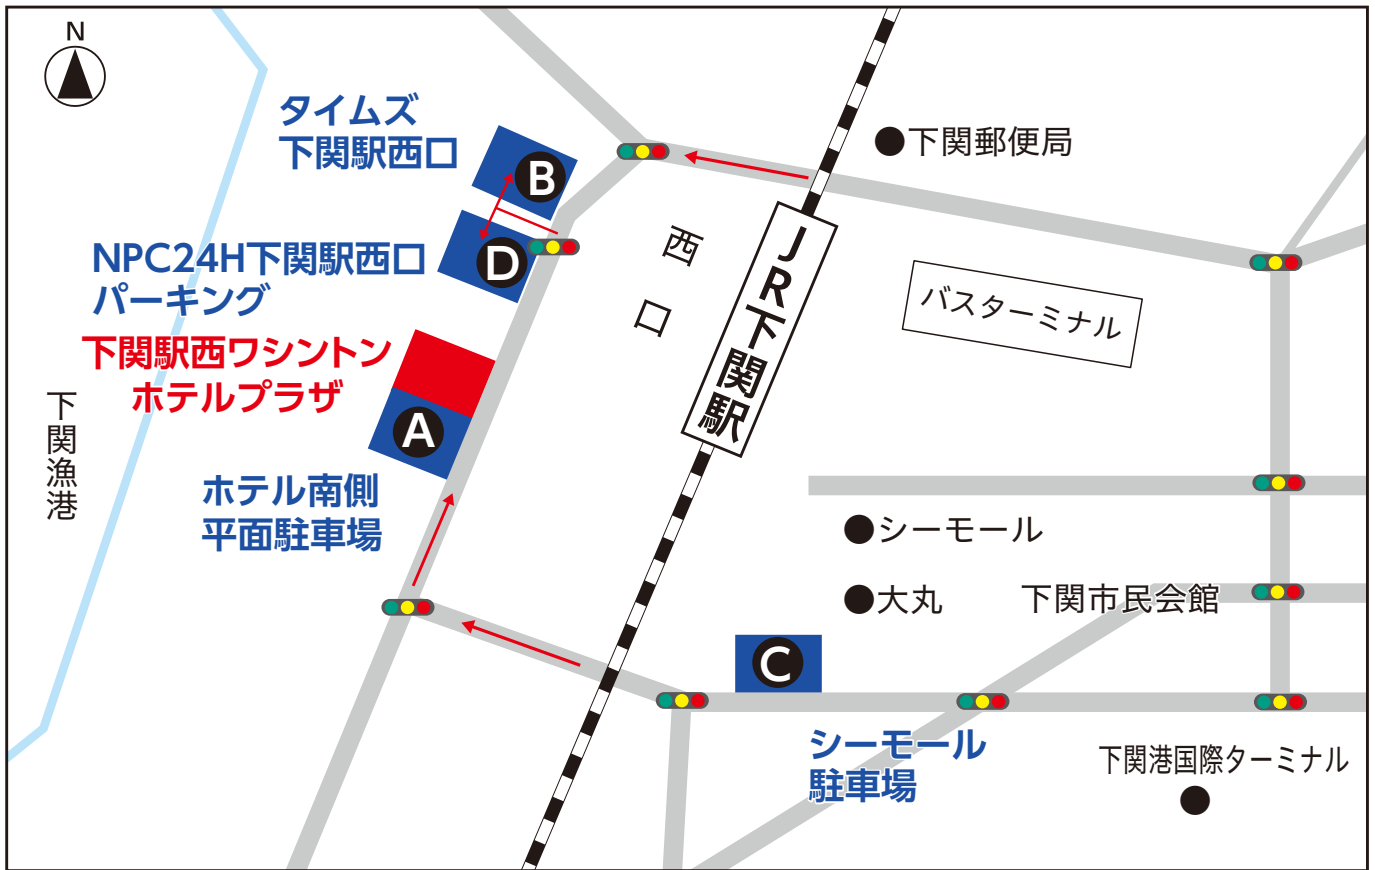 N
タイムズ
下関駅西口
B
D
NPC24H下関駅西口
パーキング
下関駅西ワシントン
ホテルプラザ
A
ホテル南側
平面駐車場
下関漁港
西口
JR下関駅
下関郵便局
バスターミナル
シーモール
大丸
下関市民会館
C
シーモール
駐車場
下関港国際ターミナル